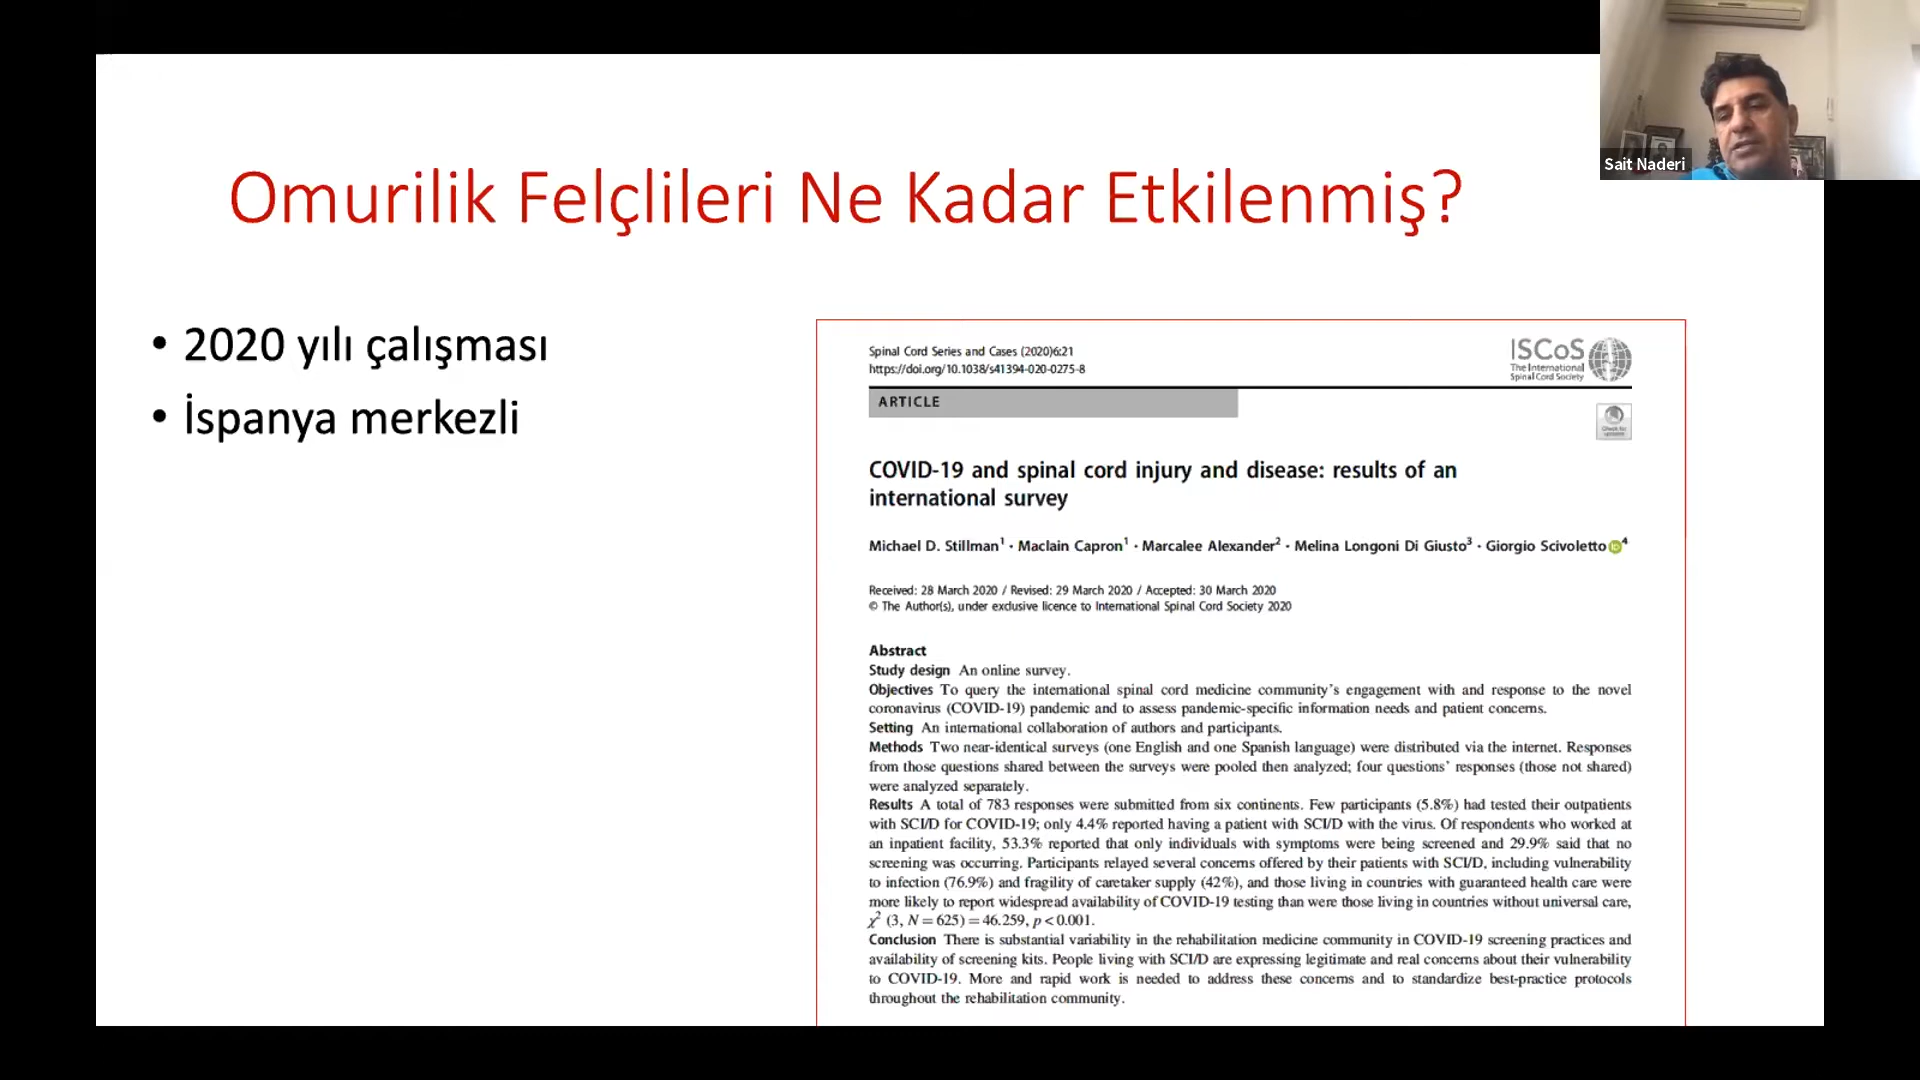 Sait Naderi
Omurilik Felçlileri Ne Kadar Etkilenmiş?
• 2020 yılı çalışması
• İspanya merkezli
Spinal Cord Series and Cases (2020)6:21
https://doi.org/10.1038/s41394-020-0275-8
ISCoS
The International
Spinal Cord Society
ARTICLE
Check for
updates
COVID-19 and spinal cord injury and disease: results of an
international survey
Michael D. Stillman¹ · Maclain Capron¹ · Marcalee Alexander² · Melina Longoni Di Giusto³ · Giorgio Scivoletto iD ⁴
Received: 28 March 2020 / Revised: 29 March 2020 / Accepted: 30 March 2020
© The Author(s), under exclusive licence to International Spinal Cord Society 2020
Abstract
Study design An online survey.
Objectives To query the international spinal cord medicine community’s engagement with and response to the novel
coronavirus (COVID-19) pandemic and to assess pandemic-specific information needs and patient concerns.
Setting An international collaboration of authors and participants.
Methods Two near-identical surveys (one English and one Spanish language) were distributed via the internet. Responses
from those questions shared between the surveys were pooled then analyzed; four questions’ responses (those not shared)
were analyzed separately.
Results A total of 783 responses were submitted from six continents. Few participants (5.8%) had tested their outpatients
with SCI/D for COVID-19; only 4.4% reported having a patient with SCI/D with the virus. Of respondents who worked at
an inpatient facility, 53.3% reported that only individuals with symptoms were being screened and 29.9% said that no
screening was occurring. Participants relayed several concerns offered by their patients with SCI/D, including vulnerability
to infection (76.9%) and fragility of caretaker supply (42%), and those living in countries with guaranteed health care were
more likely to report widespread availability of COVID-19 testing than were those living in countries without universal care,
χ² (3, N = 625) = 46.259, p < 0.001.
Conclusion There is substantial variability in the rehabilitation medicine community in COVID-19 screening practices and
availability of screening kits. People living with SCI/D are expressing legitimate and real concerns about their vulnerability
to COVID-19. More and rapid work is needed to address these concerns and to standardize best-practice protocols
throughout the rehabilitation community.